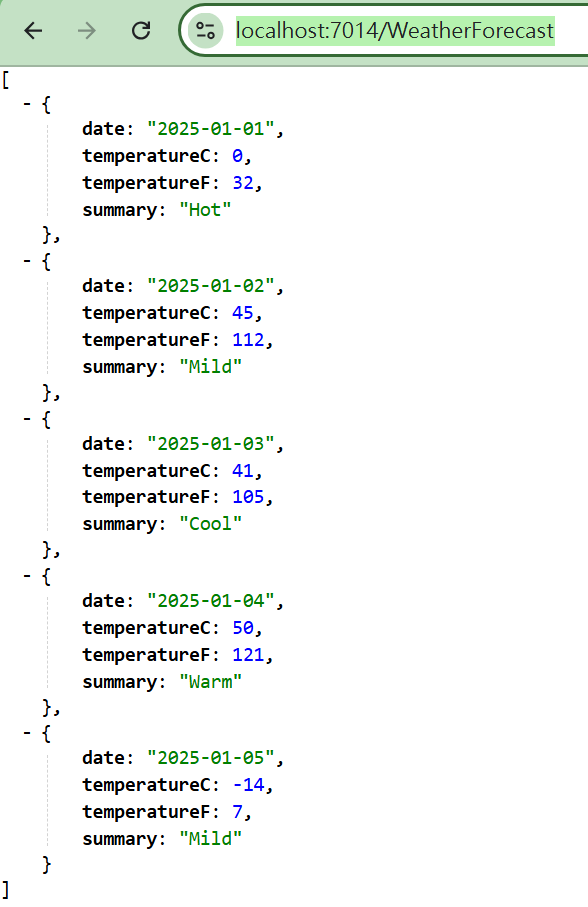 localhost:7014/WeatherForecast
[
- {
date: "2025-01-01",
temperatureC: 0,
temperatureF: 32,
summary: "Hot"
},
- {
date: "2025-01-02",
temperatureC: 45,
temperatureF: 112,
summary: "Mild"
},
- {
date: "2025-01-03",
temperatureC: 41,
temperatureF: 105,
summary: "Cool"
},
- {
date: "2025-01-04",
temperatureC: 50,
temperatureF: 121,
summary: "Warm"
},
- {
date: "2025-01-05",
temperatureC: -14,
temperatureF: 7,
summary: "Mild"
}
]